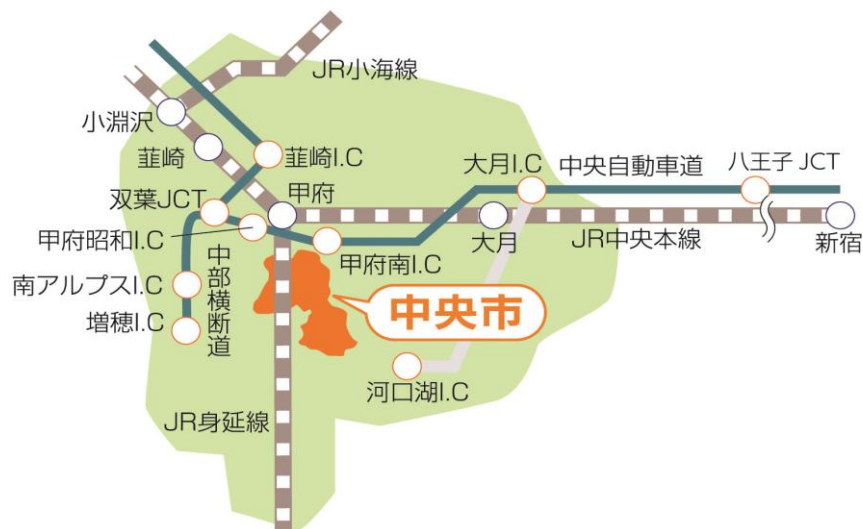 JR小海線
小淵沢
韮崎
韮崎I.C
大月I.C
中央自動車道
八王子 JCT
双葉JCT
甲府
甲府昭和I.C
甲府南I.C
大月
JR中央本線
新宿
南アルプスI.C
中部横断道
中央市
増穂I.C
河口湖I.C
JR身延線